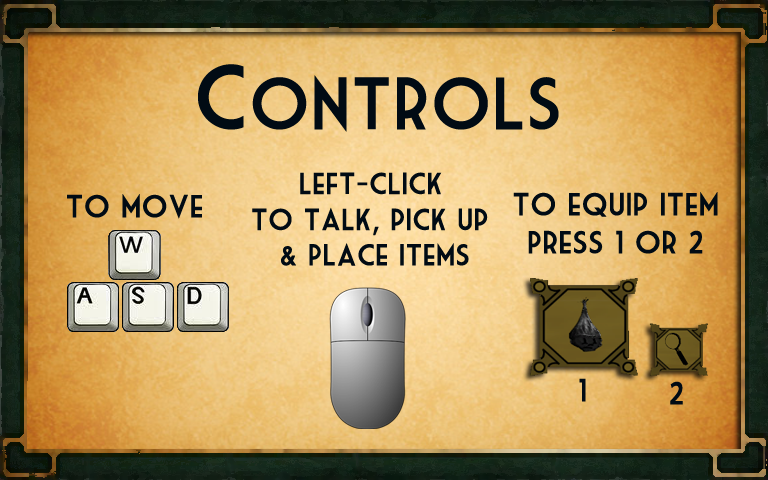 CONTROLS
TO MOVE
W
A S D
LEFT-CLICK
TO TALK, PICK UP
& PLACE ITEMS
TO EQUIP ITEM
PRESS 1 OR 2
1
2